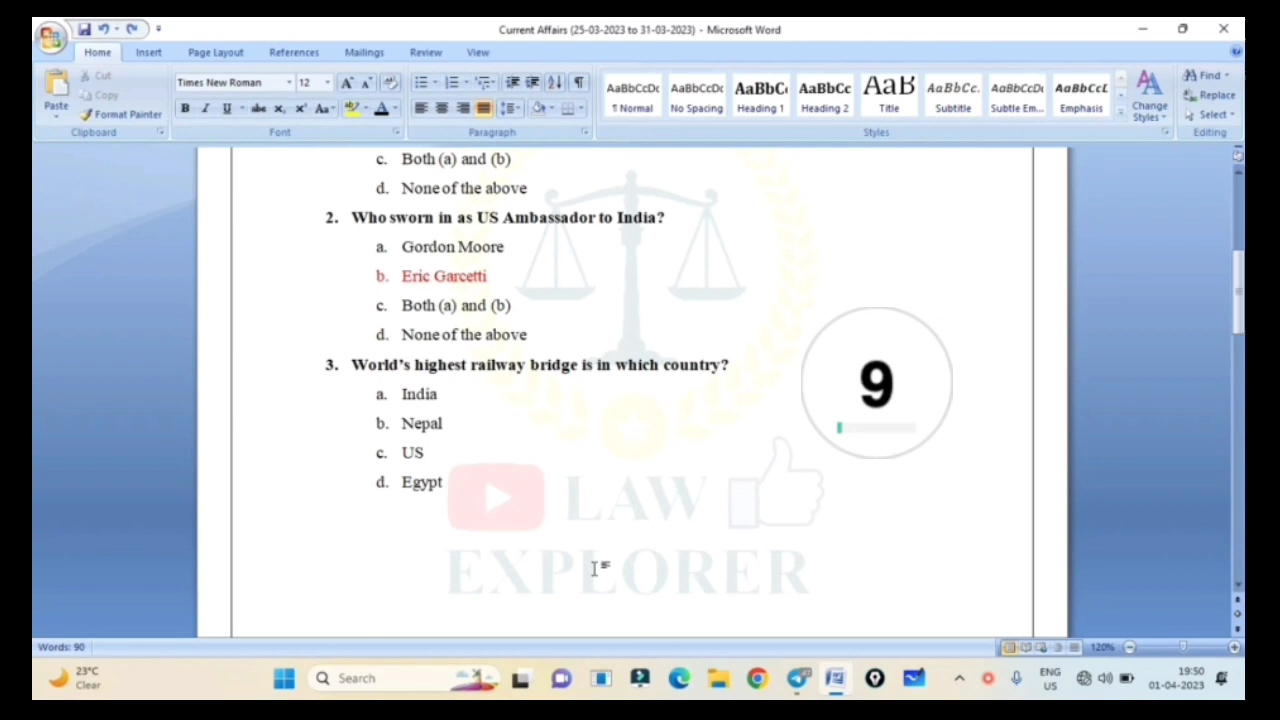 Current Affairs (25-03-2023 to 31-03-2023) - Microsoft Word
Home Insert Page Layout References Mailings Review View
Paste
Cut
Copy
Format Painter
Clipboard
Times New Roman 12
Font
Paragraph
AaBbCcDc AaBbCcDc AaBbC AaBbCc AaB AaBbCc. AaBbCcDc AaBbCcL
¶ Normal No Spacing Heading 1 Heading 2 Title Subtitle Subtle Em... Emphasis
Change Styles
Styles
Find
Replace
Select
Editing
c. Both (a) and (b)
d. None of the above
2. Who sworn in as US Ambassador to India?
a. Gordon Moore
b. Eric Garcetti
c. Both (a) and (b)
d. None of the above
3. World's highest railway bridge is in which country?
a. India
b. Nepal
c. US
d. Egypt
9
LAW
EXPLORER
Words: 90
120%
23°C
Clear
Search
ENG
US
19:50
01-04-2023